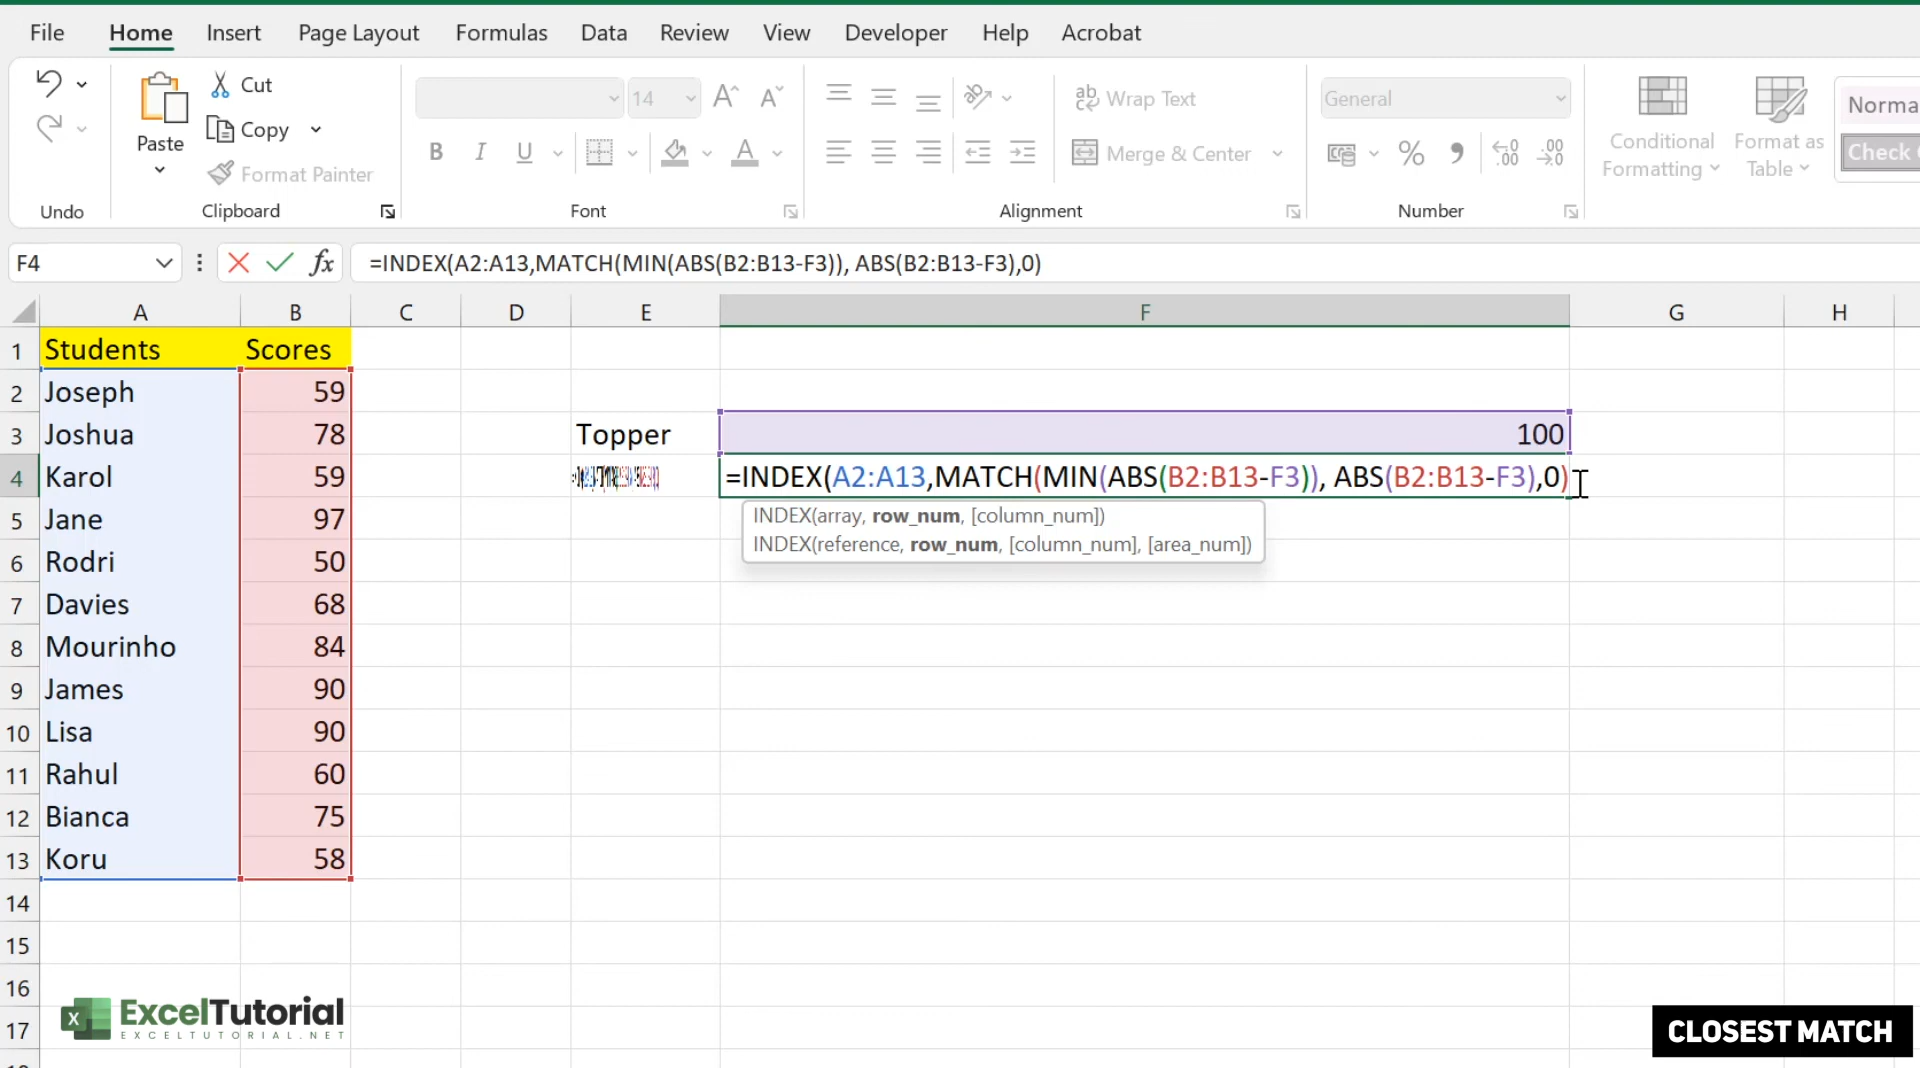 File Home Insert Page Layout Formulas Data Review View Developer Help Acrobat
Cut
14
ab Wrap Text
General
Norma
Paste
Copy
B I U
A
Merge & Center
%
Conditional Formatting
Format as Table
Check
Format Painter
Undo Clipboard Font Alignment Number
F4 fx =INDEX(A2:A13,MATCH(MIN(ABS(B2:B13-F3)), ABS(B2:B13-F3),0)
A B C D E F G H
1 Students Scores
2 Joseph 59
3 Joshua 78 Topper 100
4 Karol 59 =INDEX(A2:A13,MATCH(MIN(ABS(B2:B13-F3)), ABS(B2:B13-F3),0)
INDEX(array, row_num, [column_num])
5 Jane 97
INDEX(reference, row_num, [column_num], [area_num])
6 Rodri 50
7 Davies 68
8 Mourinho 84
9 James 90
10 Lisa 90
11 Rahul 60
12 Bianca 75
13 Koru 58
14
15
16
17
X ExcelTutorial
EXCELTUTORIAL.NET
CLOSEST MATCH